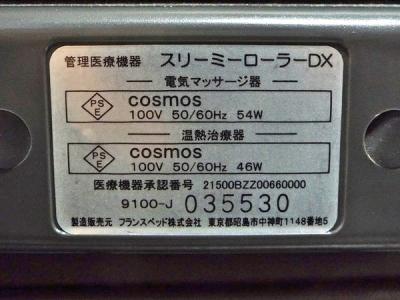 管理医療機器 スリーミーローラーDX
電気マッサージ器
PS E cosmos
100V 50/60Hz 54W
温熱治療器
PS E cosmos
100V 50/60Hz 46W
医療機器承認番号 21500BZZ00660000
9100-J 035530
製造販売元 フランスベッド株式会社 東京都昭島市中神町1148番地5